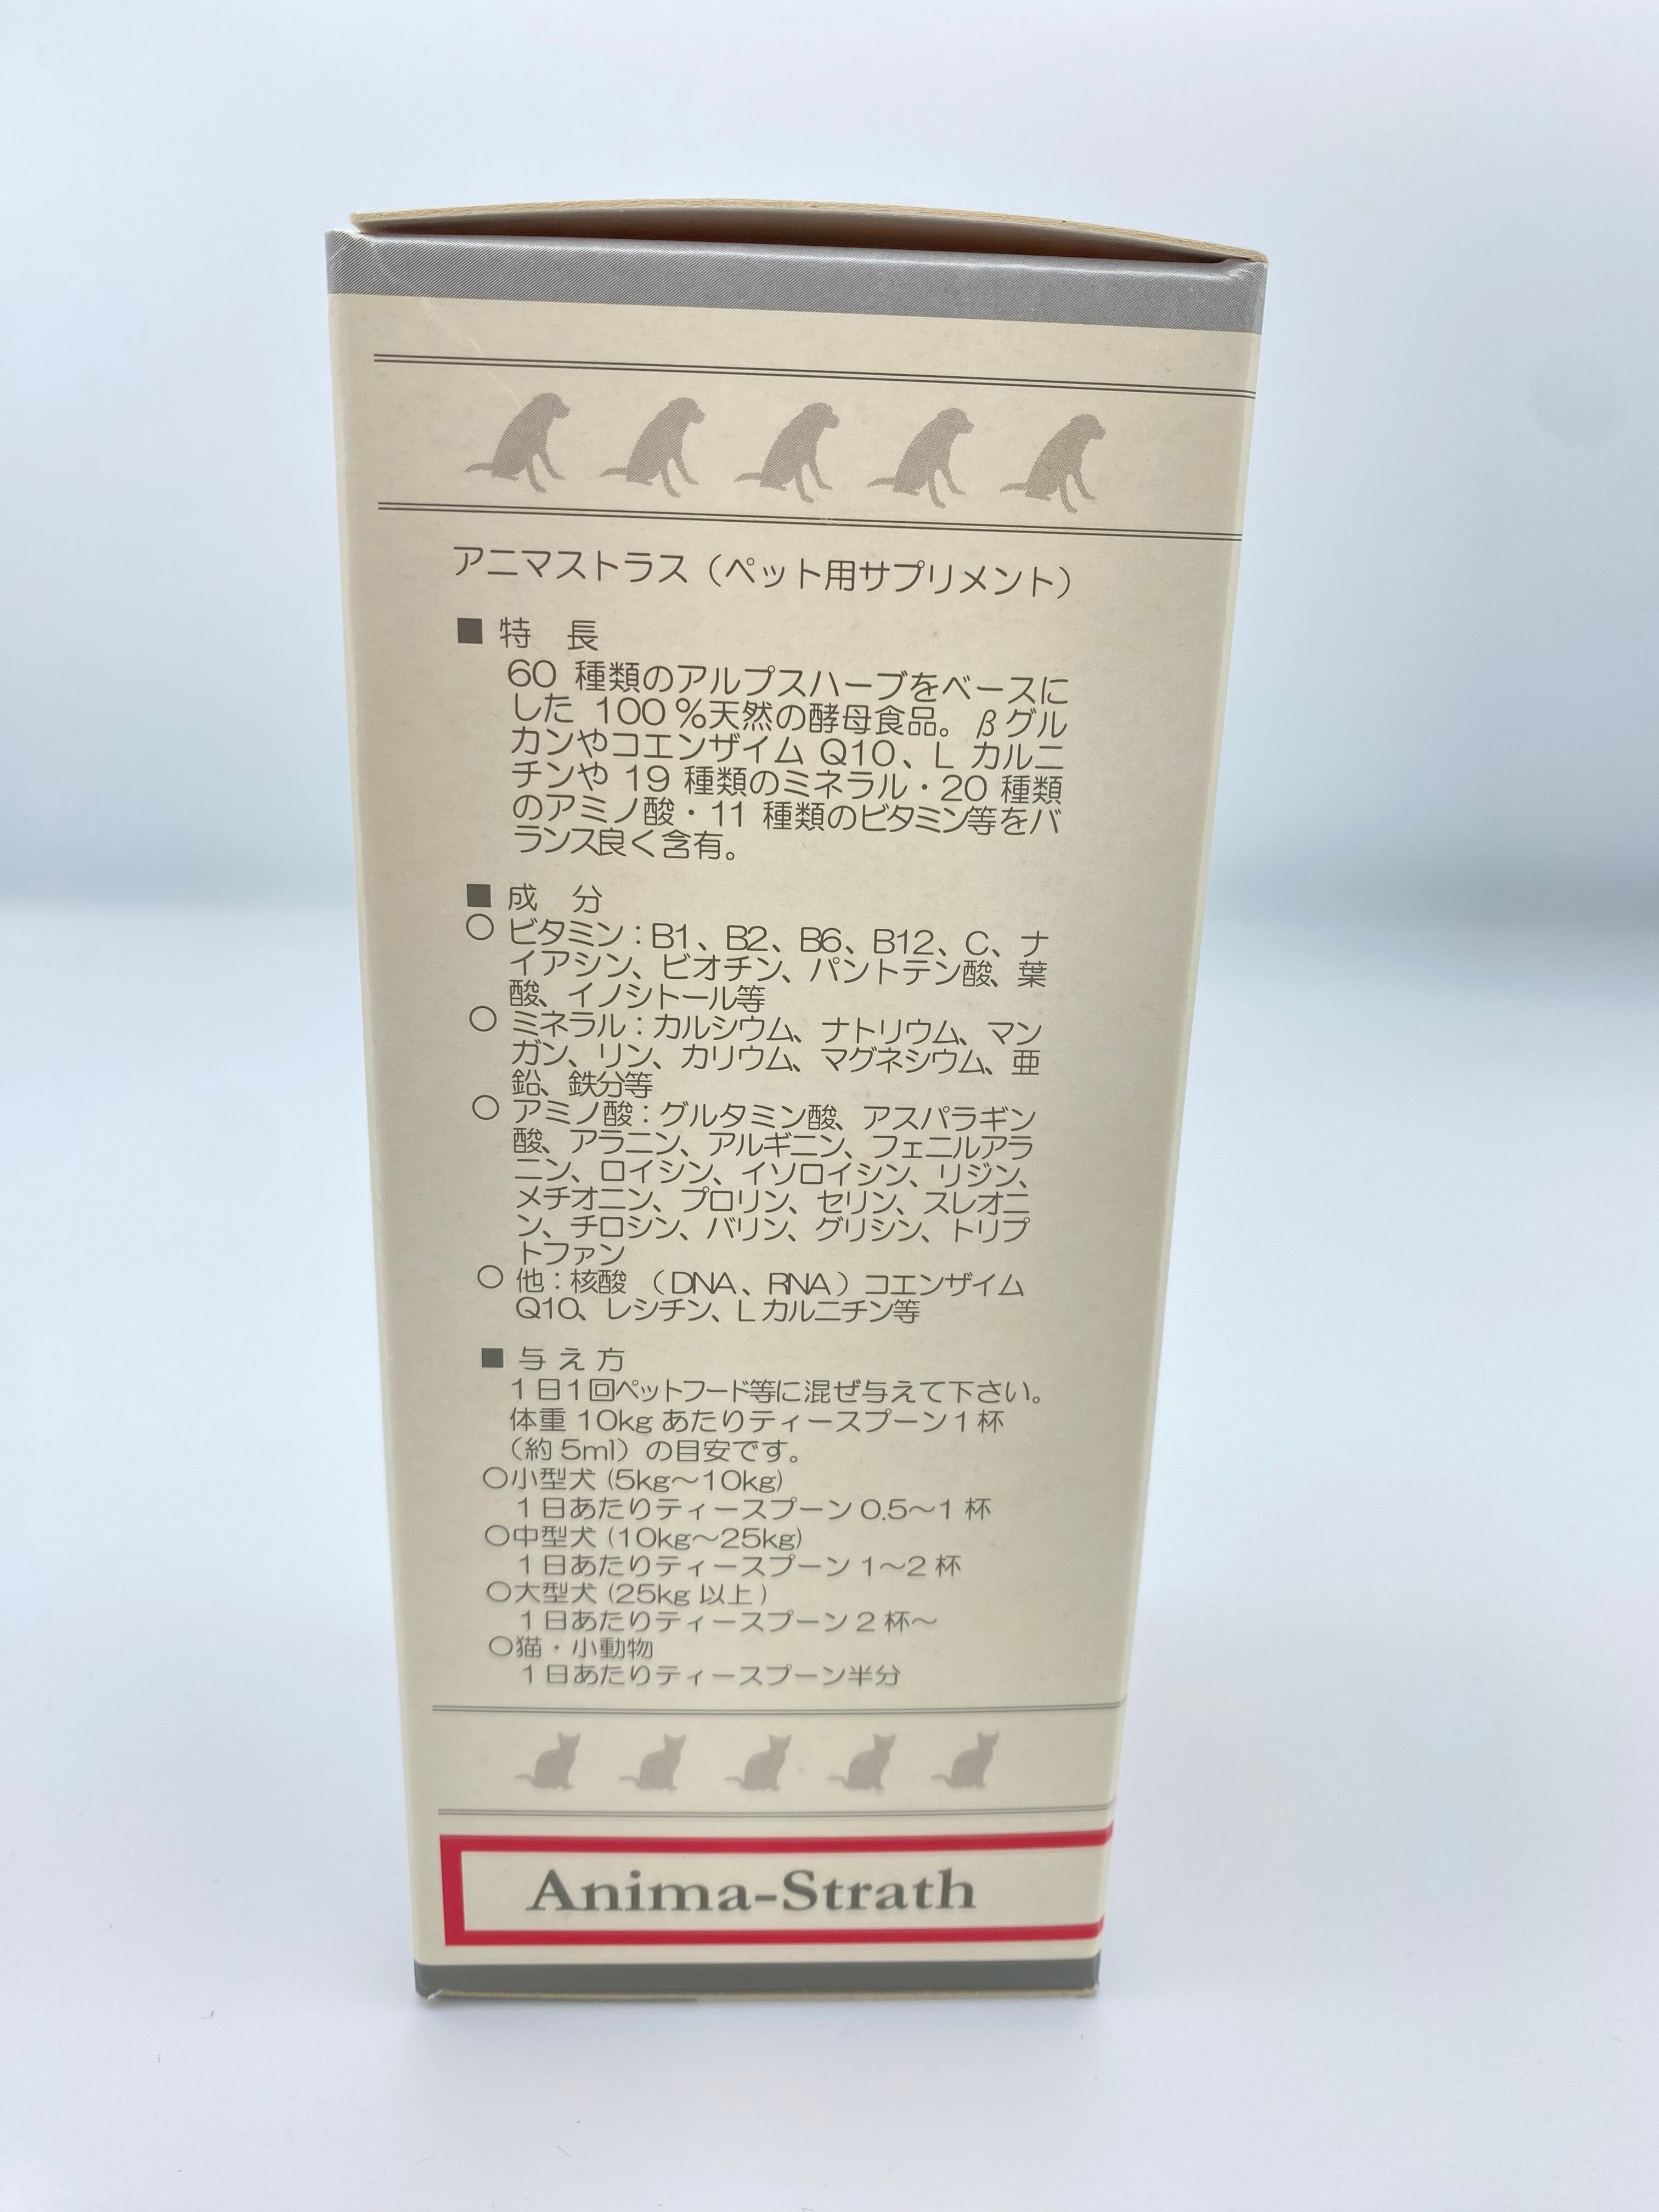 アニマストラス（ペット用サプリメント）
■ 特　長
60 種類のアルプスハーブをベースに
した 100％天然の酵母食品。βグル
カンやコエンザイム Q10、L カルニ
チンや 19 種類のミネラル・20 種類
のアミノ酸・11 種類のビタミン等をバ
ランス良く含有。
■ 成　分
○ ビタミン：B1、B2、B6、B12、C、ナ
イアシン、ビオチン、パントテン酸、葉
酸、イノシトール等
○ ミネラル：カルシウム、ナトリウム、マン
ガン、リン、カリウム、マグネシウム、亜
鉛、鉄分等
○ アミノ酸：グルタミン酸、アスパラギン
酸、アラニン、アルギニン、フェニルアラ
ニン、ロイシン、イソロイシン、リジン、
メチオニン、プロリン、セリン、スレオニ
ン、チロシン、バリン、グリシン、トリプ
トファン
○ 他：核酸 （DNA、RNA）コエンザイム
Q10、レシチン、L カルニチン等
■ 与え方
1日1回ペットフード等に混ぜ与えて下さい。
体重 10kg あたりティースプーン1杯
（約5ml）の目安です。
○小型犬 (5kg～10kg)
1日あたりティースプーン 0.5～1 杯
○中型犬 (10kg～25kg)
1日あたりティースプーン 1～2 杯
○大型犬 (25kg 以上 )
1日あたりティースプーン 2 杯～
○猫・小動物
1日あたりティースプーン半分
Anima-Strath